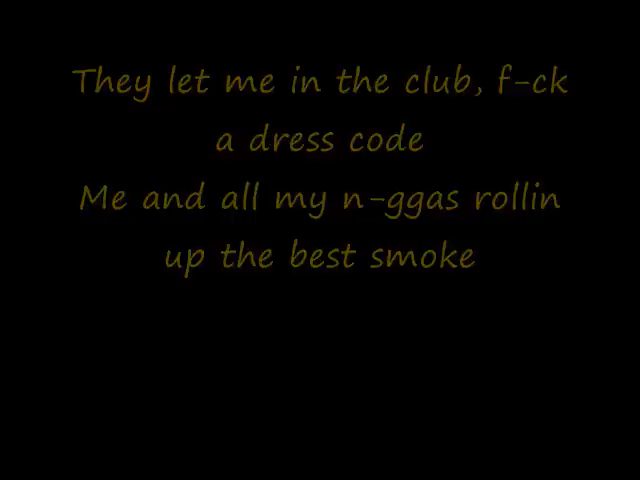 They let me in the club, f-ck
a dress code
Me and all my n-ggas rollin
up the best smoke